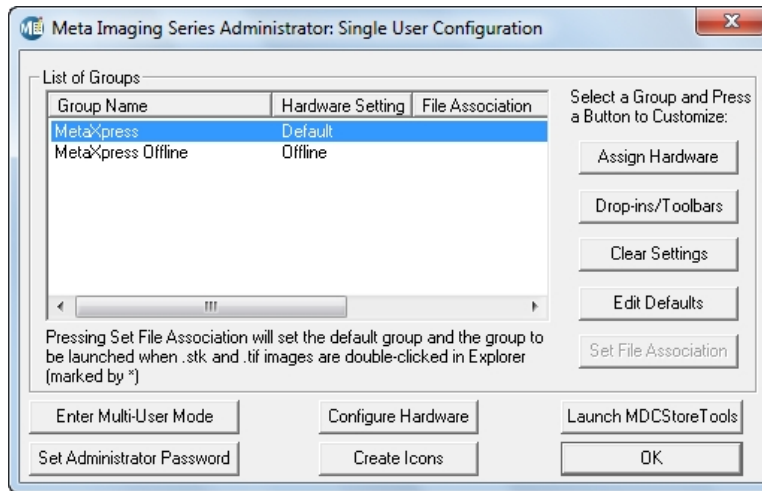 Meta Imaging Series Administrator: Single User Configuration
List of Groups
Group Name Hardware Setting File Association
MetaXpress Default
MetaXpress Offline Offline
Pressing Set File Association will set the default group and the group to
be launched when .stk and .tif images are double-clicked in Explorer
(marked by *)
Select a Group and Press
a Button to Customize:
Assign Hardware
Drop-ins/Toolbars
Clear Settings
Edit Defaults
Set File Association
Enter Multi-User Mode Configure Hardware Launch MDCStoreTools
Set Administrator Password Create Icons OK